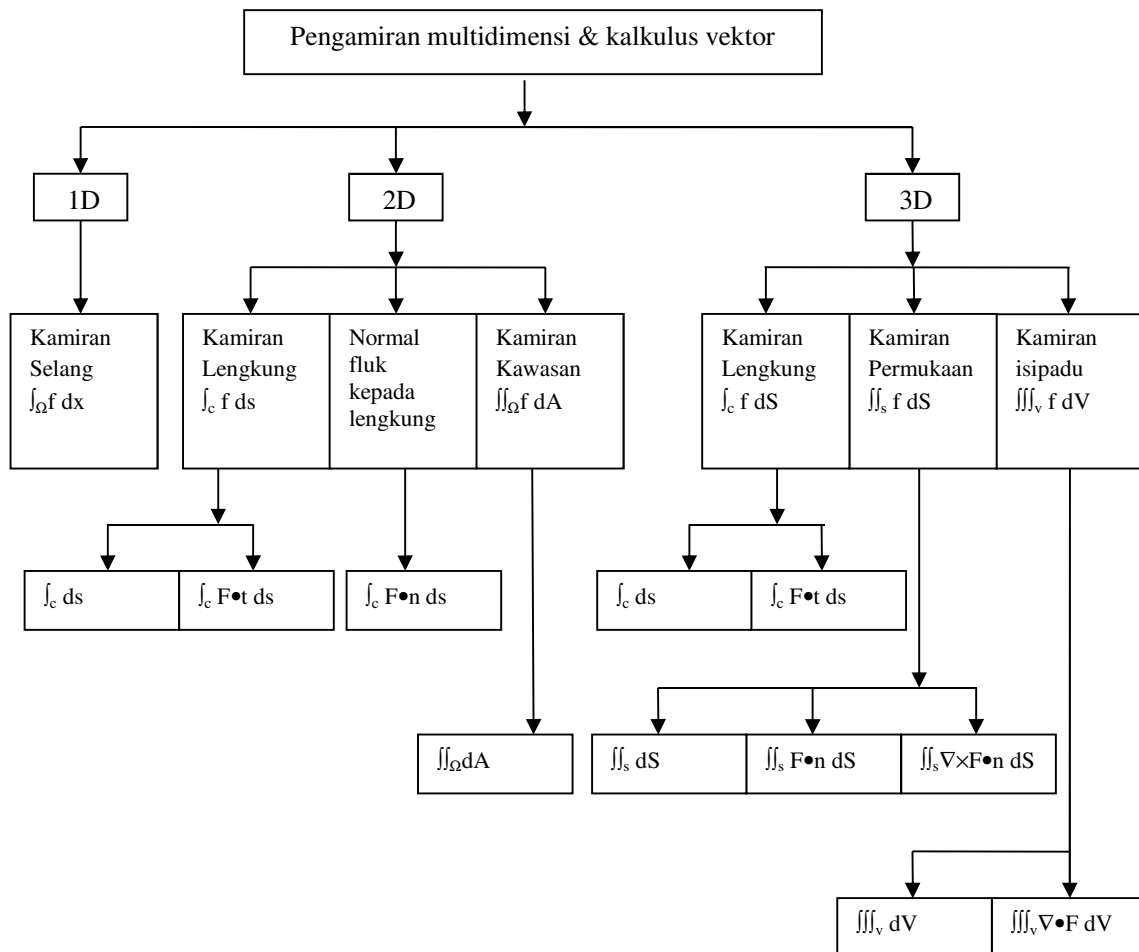 Pengamiran multidimensi & kalkulus vektor
1D
2D
3D
Kamiran
Selang
∫Ωf dx
Kamiran
Lengkung
∫c f ds
Normal
fluk
kepada
lengkung
Kamiran
Kawasan
∬Ωf dA
Kamiran
Lengkung
∫c f dS
Kamiran
Permukaan
∬s f dS
Kamiran
isipadu
∭v f dV
∫c ds
∫c F•t ds
∫c F•n ds
∫c ds
∫c F•t ds
∬ΩdA
∬s dS
∬s F•n dS
∬s∇×F•n dS
∭v dV
∭v∇•F dV